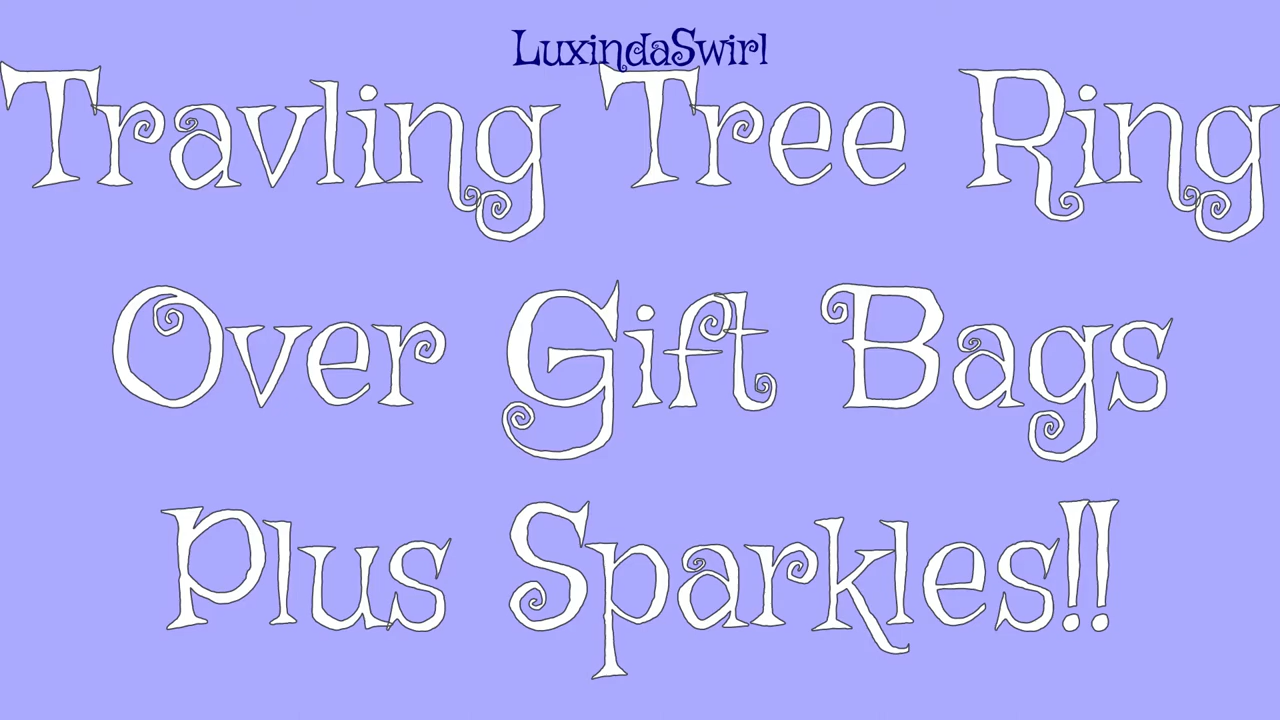 LuxindaSwirl
Travling Tree Ring
Over Gift Bags
Plus Sparkles!!